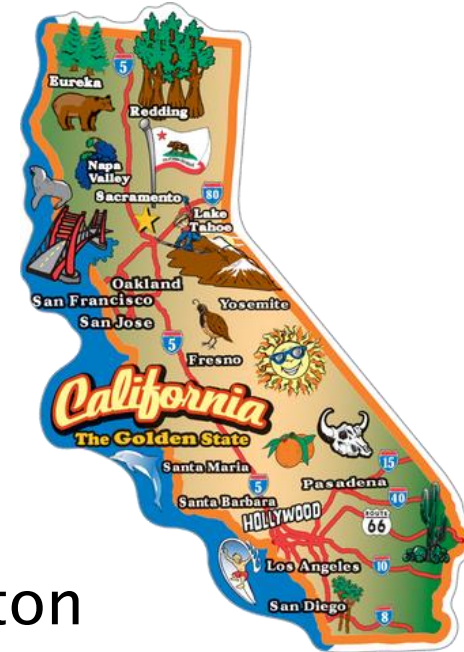 5
Eureka
Redding
Napa
Valley
Sacramento
80
Lake
Tahoe
Oakland
San Francisco
Yosemite
San Jose
5
Fresno
California
The Golden State
Santa Maria
15
Pasadena
5
40
Santa Barbara
HOLLYWOOD
ROUTE
66
Los Angeles
10
ton
San Diego
8